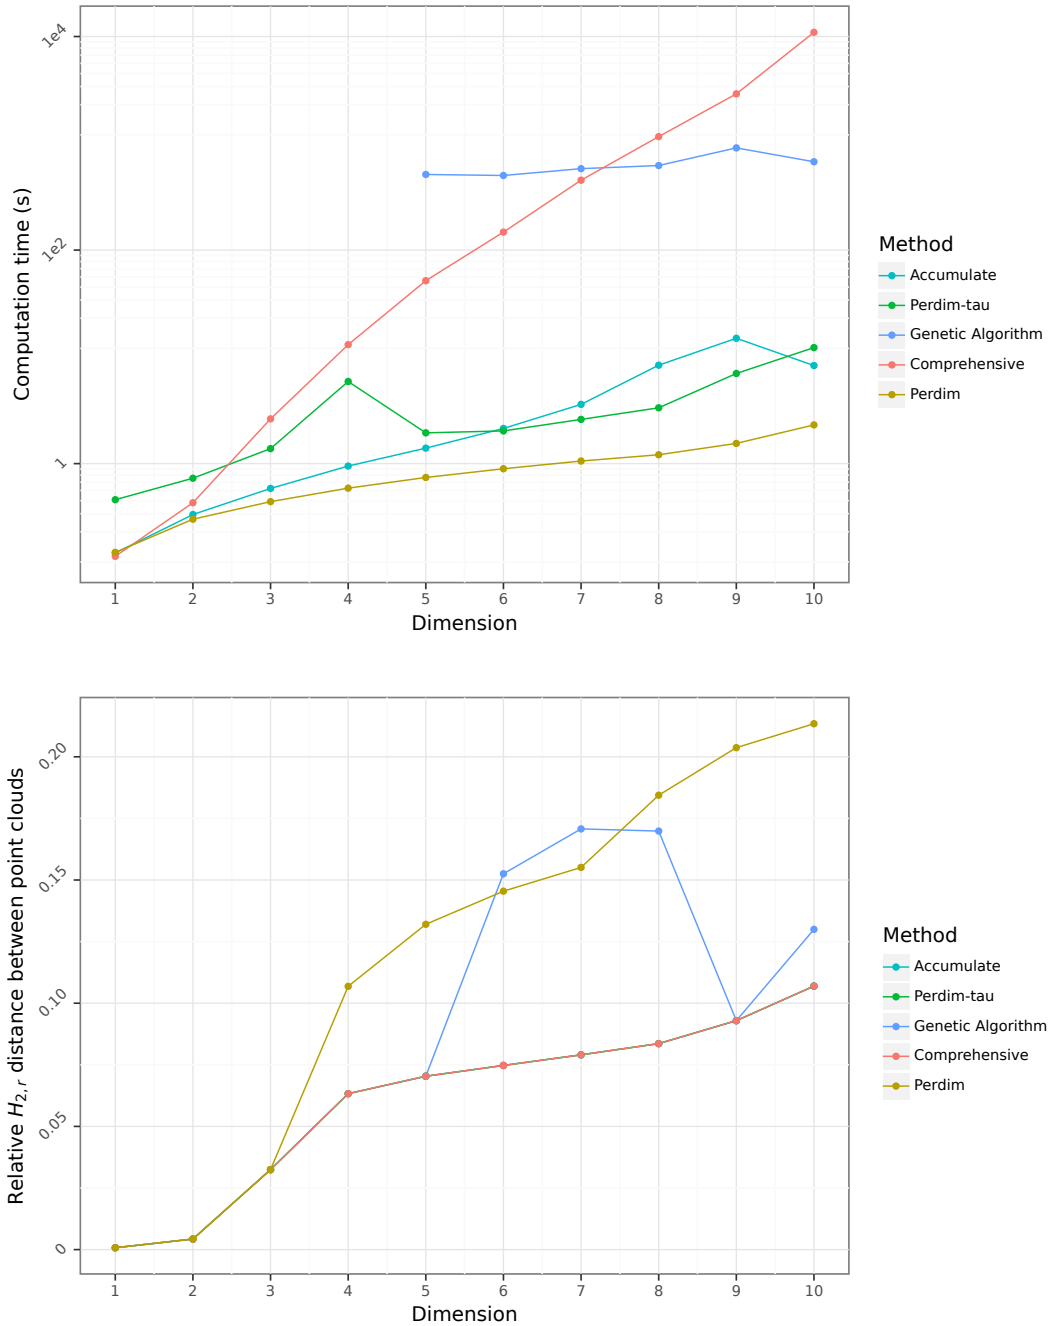 1e4
1e2
1
Computation time (s)
1 2 3 4 5 6 7 8 9 10
Dimension
Method
Accumulate
Perdim-tau
Genetic Algorithm
Comprehensive
Perdim
0.20
0.15
0.10
0.05
0
Relative H2,r distance between point clouds
1 2 3 4 5 6 7 8 9 10
Dimension
Method
Accumulate
Perdim-tau
Genetic Algorithm
Comprehensive
Perdim